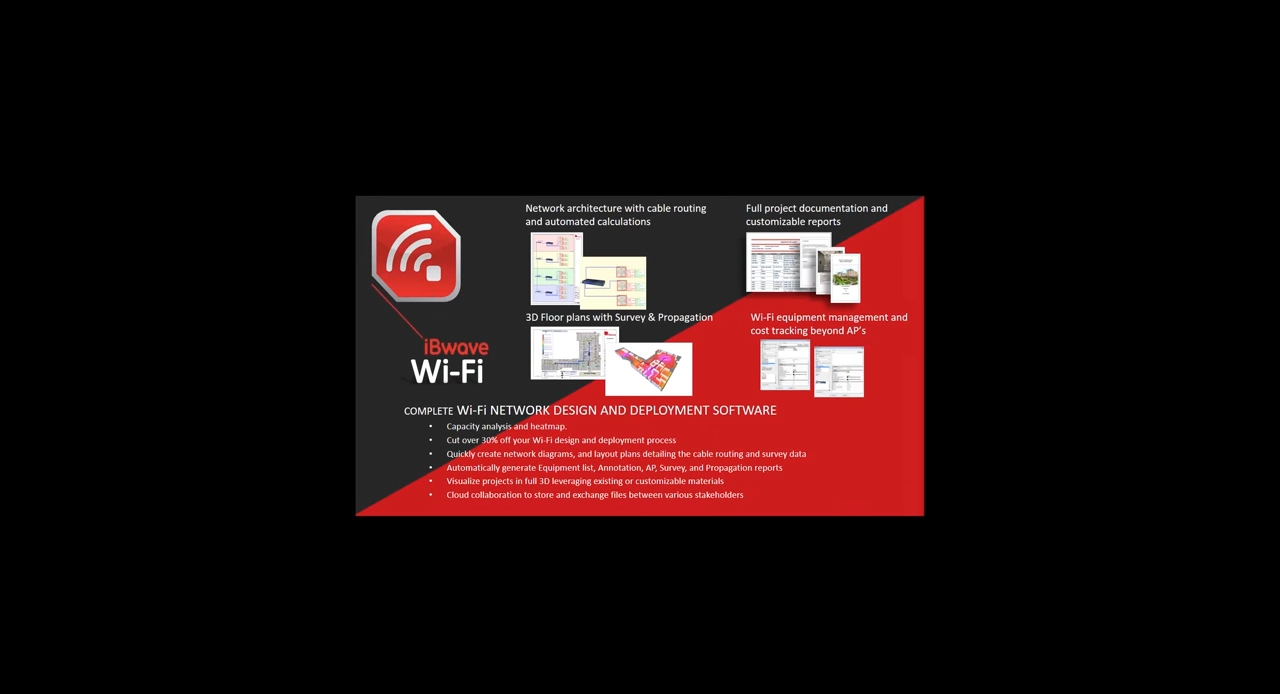 Network architecture with cable routing
and automated calculations
Full project documentation and
customizable reports
3D Floor plans with Survey & Propagation
Wi-Fi equipment management and
cost tracking beyond AP's
iBwave
Wi-Fi
COMPLETE Wi-Fi NETWORK DESIGN AND DEPLOYMENT SOFTWARE
• Capacity analysis and heatmap.
• Cut over 30% off your Wi-Fi design and deployment process
• Quickly create network diagrams, and layout plans detailing the cable routing and survey data
• Automatically generate Equipment list, Annotation, AP, Survey, and Propagation reports
• Visualize projects in full 3D leveraging existing or customizable materials
• Cloud collaboration to store and exchange files between various stakeholders